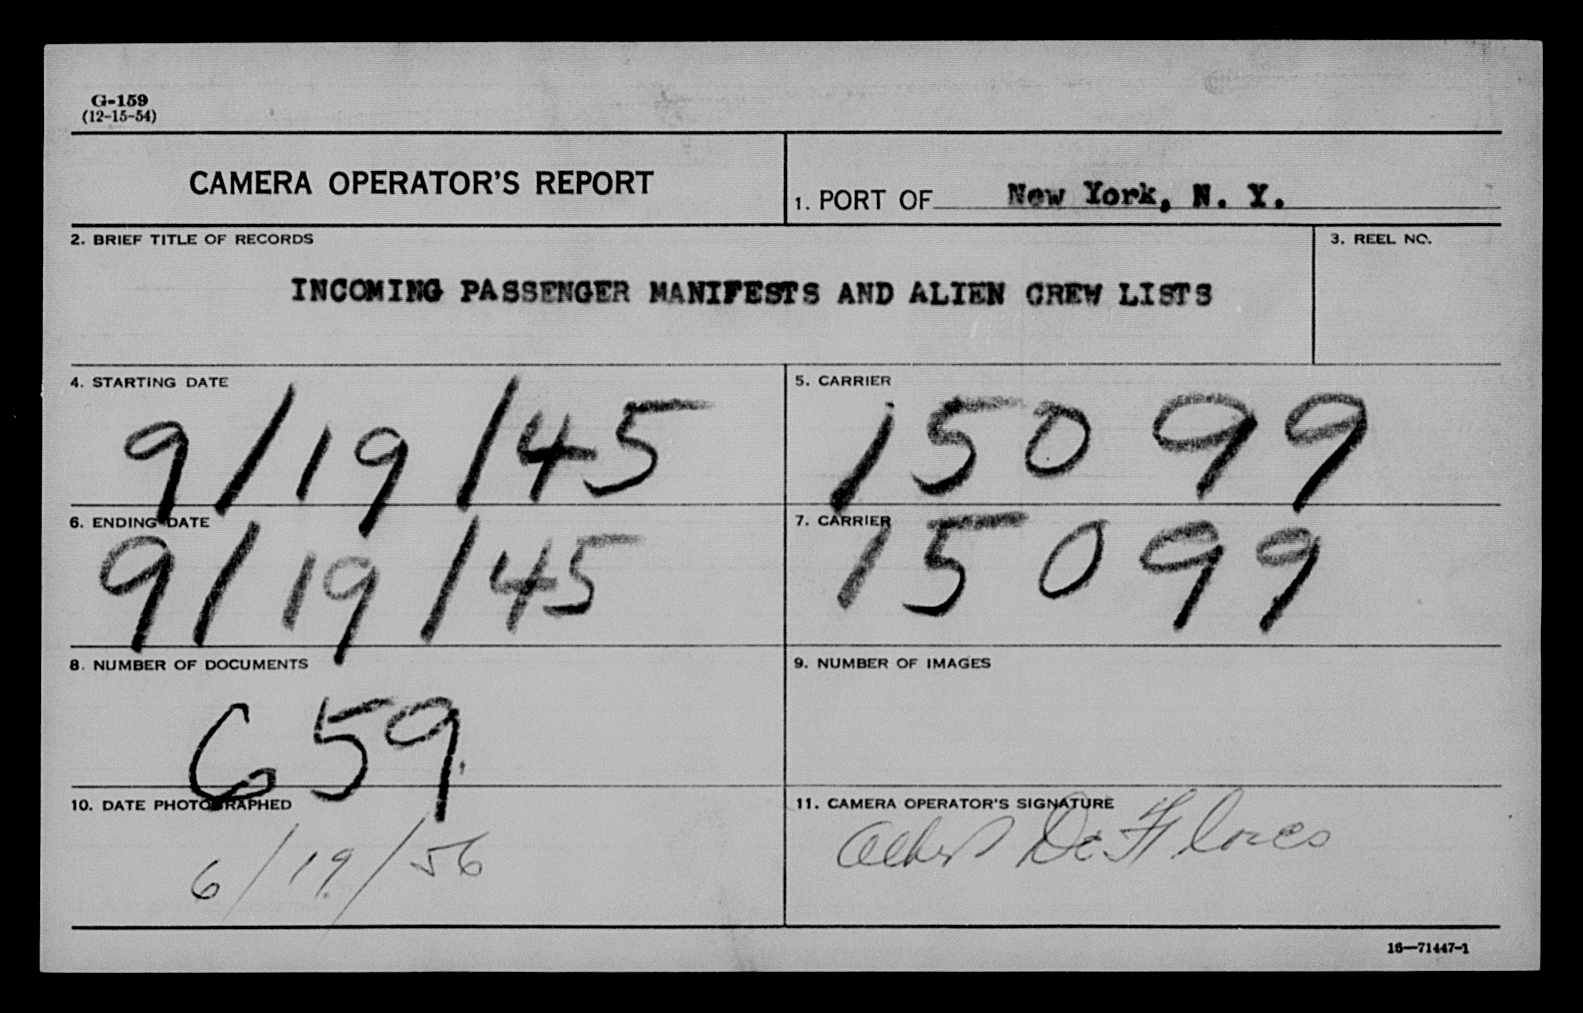 G-159
(12-15-54)
CAMERA OPERATOR'S REPORT
1. PORT OF New York, N. Y.
2. BRIEF TITLE OF RECORDS
3. REEL NO.
INCOMING PASSENGER MANIFESTS AND ALIEN CREW LISTS
4. STARTING DATE
9/19/45
5. CARRIER
15099
6. ENDING DATE
9/19/45
7. CARRIER
15099
8. NUMBER OF DOCUMENTS
659
9. NUMBER OF IMAGES
10. DATE PHOTOGRAPHED
6/19/56
11. CAMERA OPERATOR'S SIGNATURE
Albert De Flores
16—71447-1